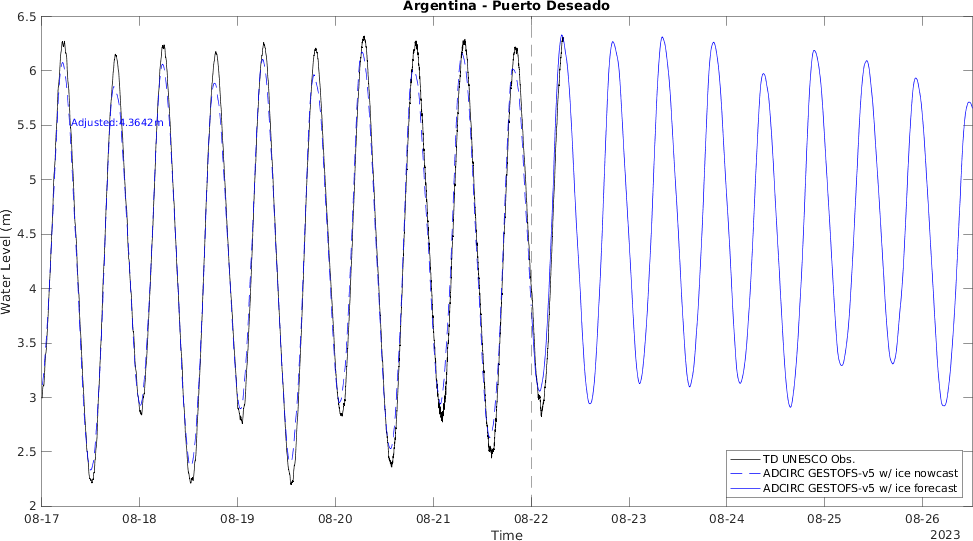 Argentina - Puerto Deseado
6.5
6
5.5
5
4.5
4
3.5
3
2.5
2
Water Level (m)
Adjusted:4.3642m
TD UNESCO Obs.
ADCIRC GESTOFS-v5 w/ ice nowcast
ADCIRC GESTOFS-v5 w/ ice forecast
08-17 08-18 08-19 08-20 08-21 08-22 08-23 08-24 08-25 08-26
Time
2023